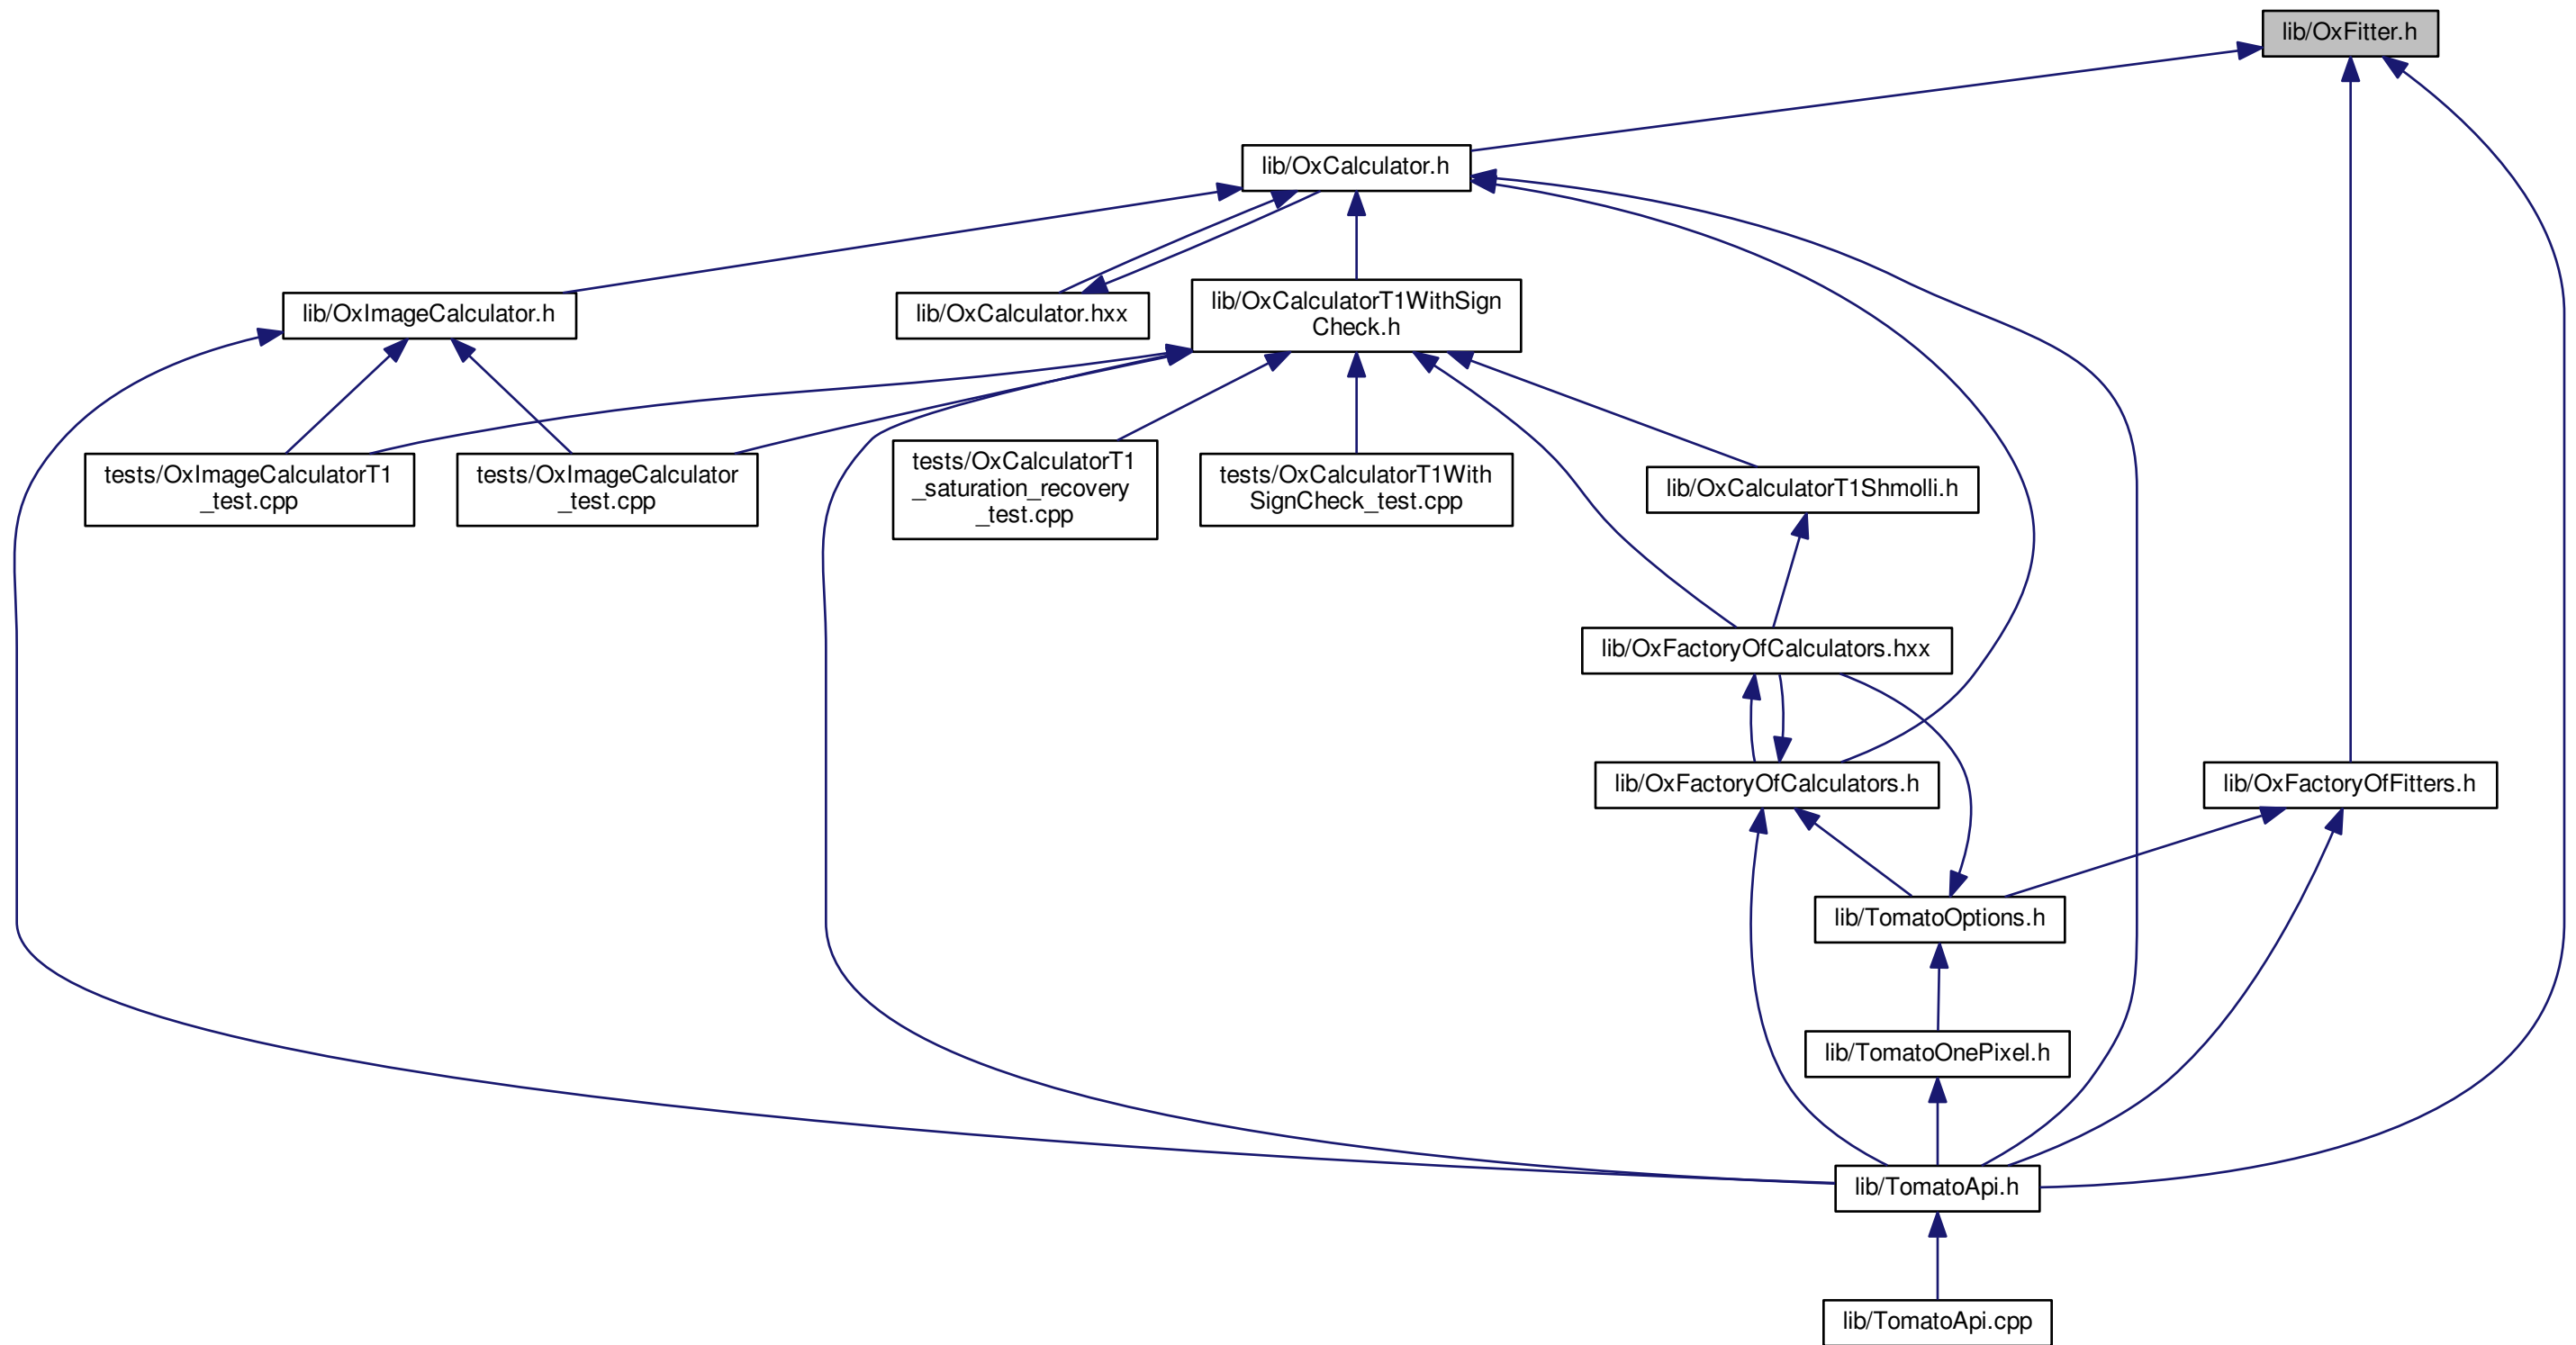 lib/OxFitter.h
lib/OxCalculator.h
lib/OxImageCalculator.h
lib/OxCalculator.hxx
lib/OxCalculatorT1WithSign
Check.h
tests/OxImageCalculatorT1
_test.cpp
tests/OxImageCalculator
_test.cpp
tests/OxCalculatorT1
_saturation_recovery
_test.cpp
tests/OxCalculatorT1With
SignCheck_test.cpp
lib/OxCalculatorT1Shmolli.h
lib/OxFactoryOfCalculators.hxx
lib/OxFactoryOfCalculators.h
lib/OxFactoryOfFitters.h
lib/TomatoOptions.h
lib/TomatoOnePixel.h
lib/TomatoApi.h
lib/TomatoApi.cpp